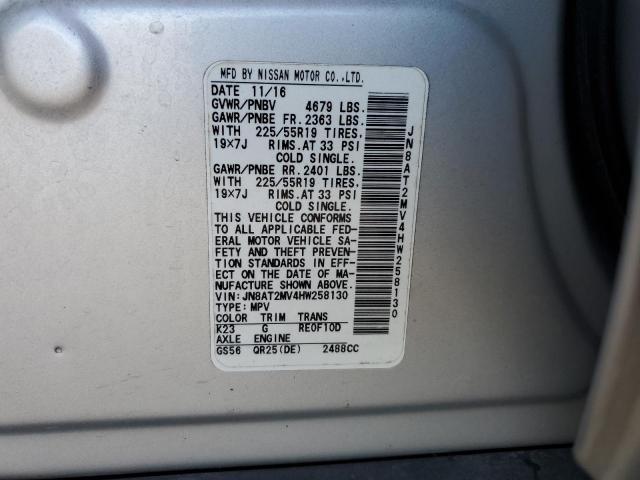 MFD BY NISSAN MOTOR CO.,LTD.
DATE 11/16
GVWR/PNBV 4679 LBS.
GAWR/PNBE FR. 2363 LBS.
WITH 225/55R19 TIRES.
19×7J RIMS.AT 33 PSI
COLD SINGLE.
GAWR/PNBE RR. 2401 LBS.
WITH 225/55R19 TIRES.
19×7J RIMS.AT 33 PSI
COLD SINGLE.
THIS VEHICLE CONFORMS
TO ALL APPLICABLE FED-
ERAL MOTOR VEHICLE SA-
FETY AND THEFT PREVEN-
TION STANDARDS IN EFF-
ECT ON THE DATE OF MA-
NUFACTURE SHOWN ABOVE.
VIN: JN8AT2MV4HW258130
TYPE: MPV
COLOR TRIM TRANS
K23 G RE0F10D
AXLE ENGINE
GS56 QR25(DE) 2488CC
JN8AT2MV4HW258130